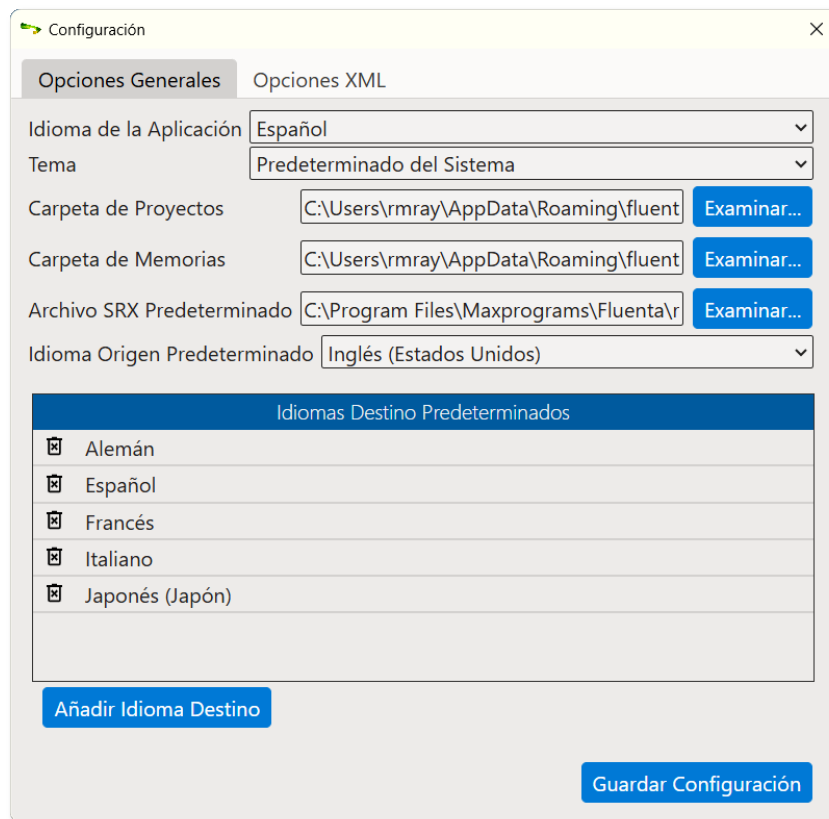 Configuración
Opciones Generales Opciones XML
Idioma de la Aplicación Español
Tema Predeterminado del Sistema
Carpeta de Proyectos C:\Users\rmray\AppData\Roaming\fluent Examinar...
Carpeta de Memorias C:\Users\rmray\AppData\Roaming\fluent Examinar...
Archivo SRX Predeterminado C:\Program Files\Maxprograms\Fluenta\r Examinar...
Idioma Origen Predeterminado Inglés (Estados Unidos)
Idiomas Destino Predeterminados
Alemán
Español
Francés
Italiano
Japonés (Japón)
Añadir Idioma Destino
Guardar Configuración